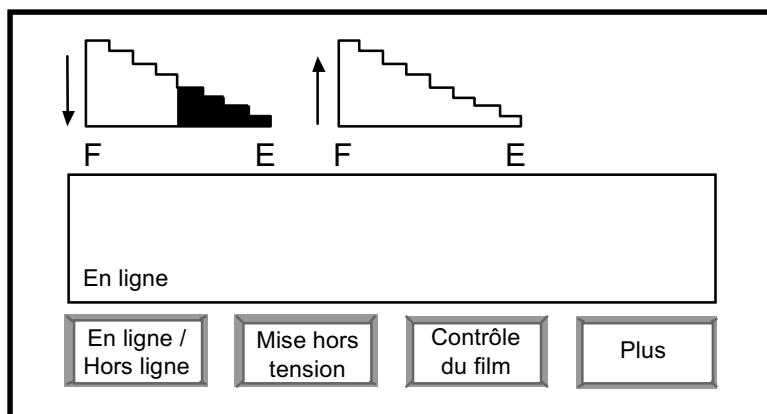 F E F E
En ligne
En ligne /
Hors ligne
Mise hors
tension
Contrôle
du film
Plus